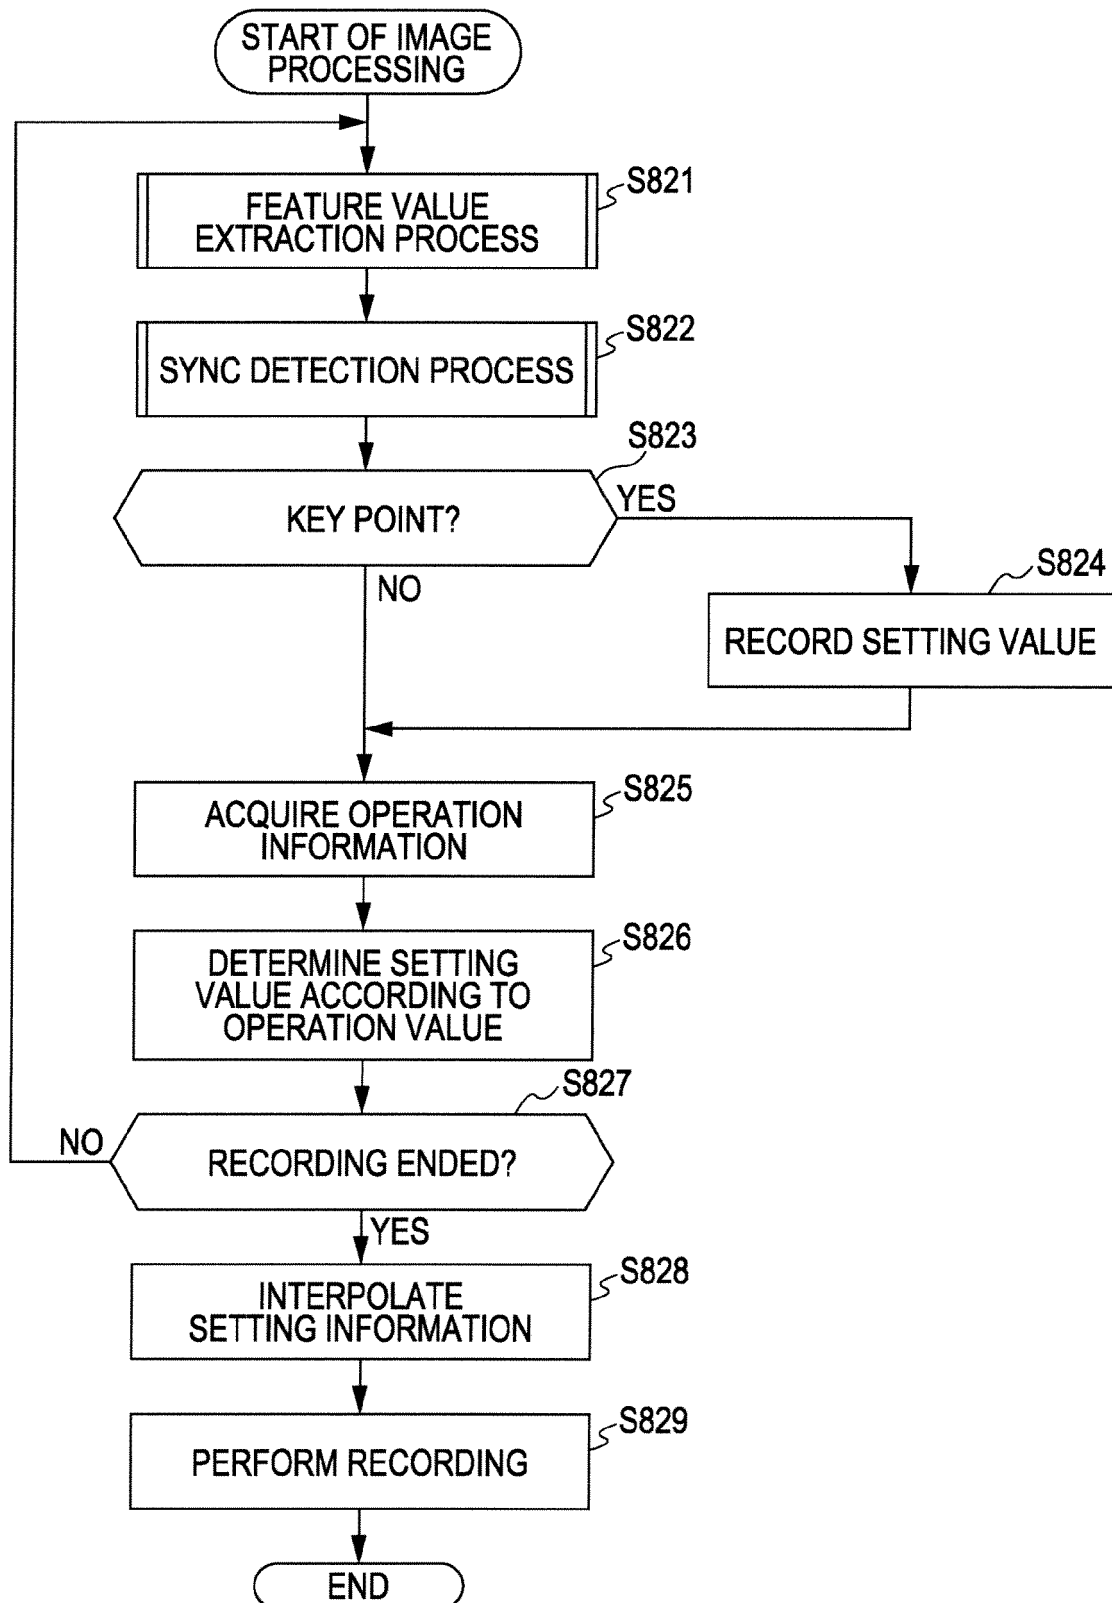 START OF IMAGE
PROCESSING
S821
FEATURE VALUE
EXTRACTION PROCESS
S822
SYNC DETECTION PROCESS
S823
KEY POINT?
YES
NO
S824
RECORD SETTING VALUE
S825
ACQUIRE OPERATION
INFORMATION
S826
DETERMINE SETTING
VALUE ACCORDING TO
OPERATION VALUE
S827
NO
RECORDING ENDED?
YES
S828
INTERPOLATE
SETTING INFORMATION
S829
PERFORM RECORDING
END